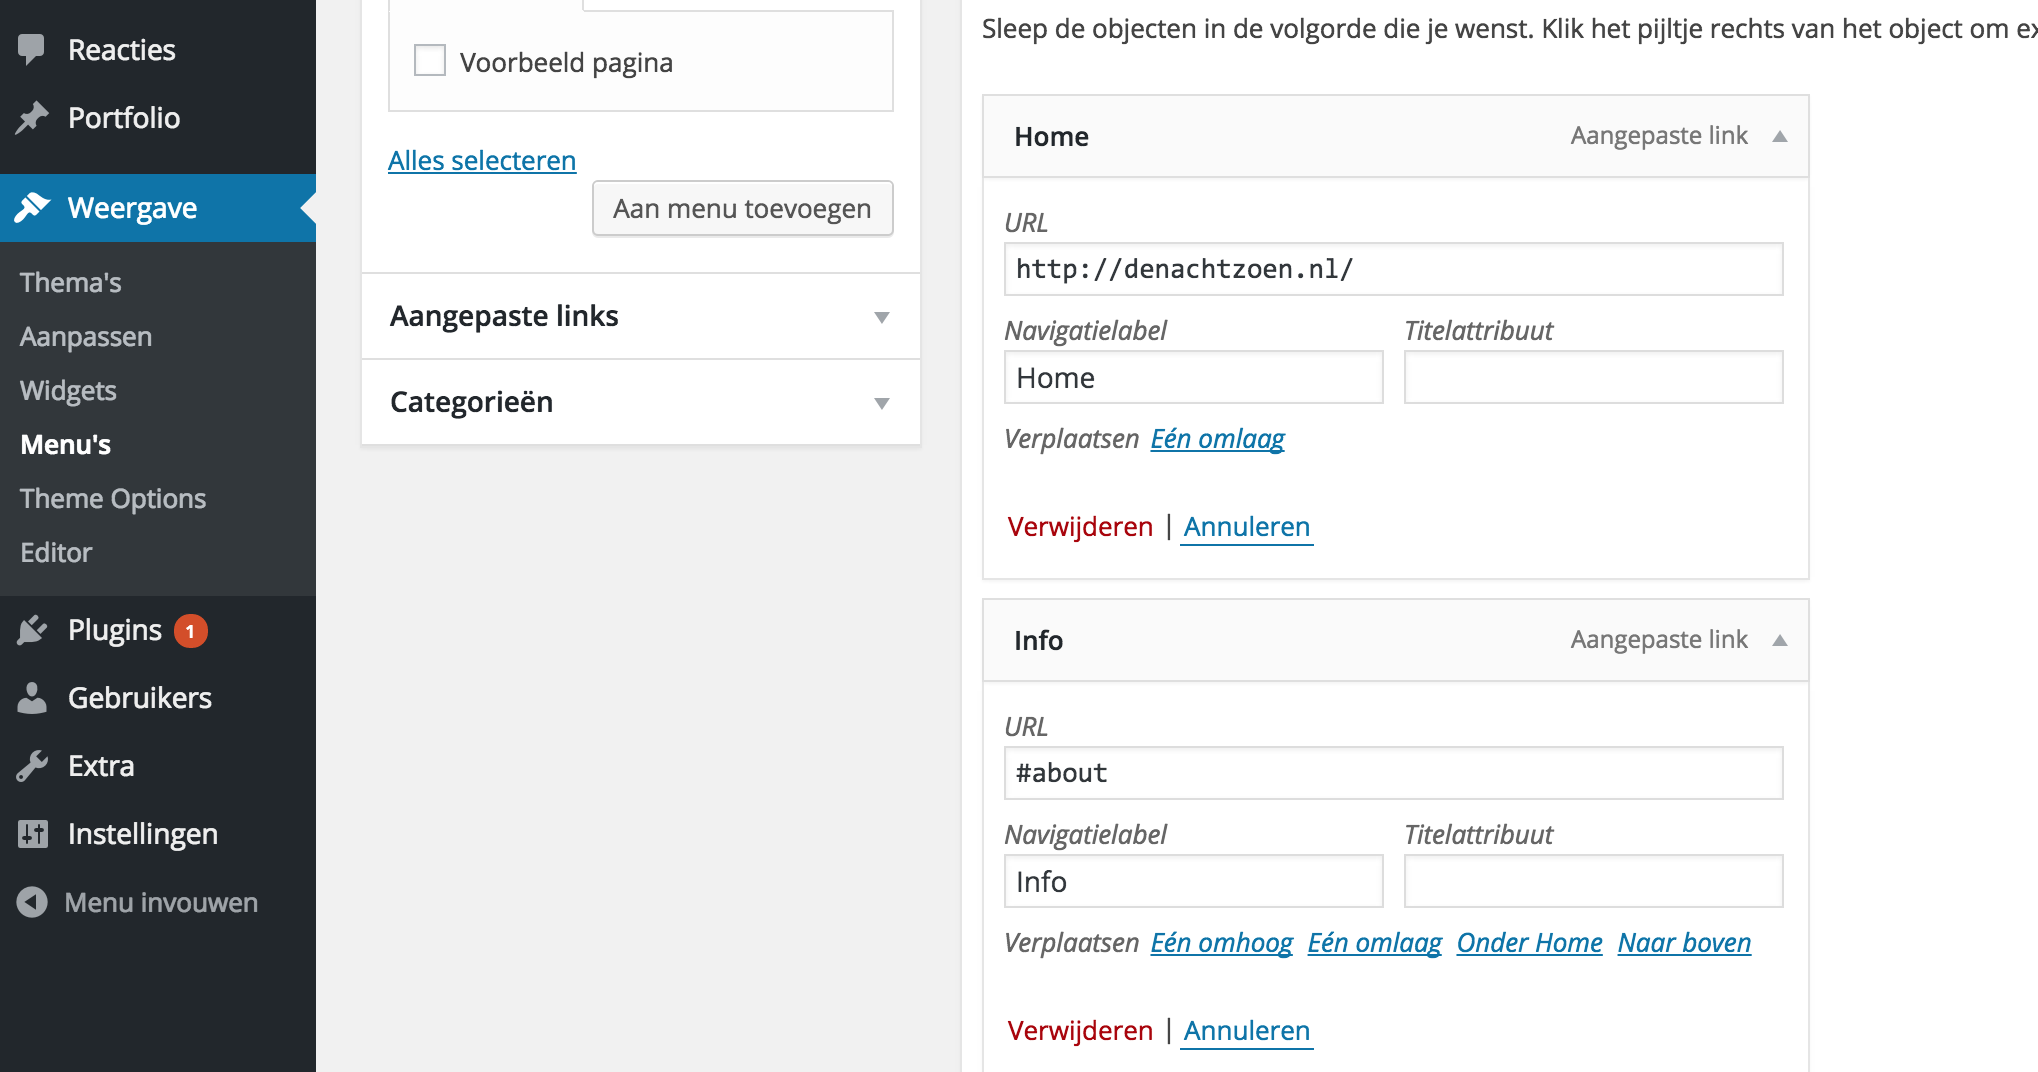 Reacties
Portfolio
Weergave
Thema's
Aanpassen
Widgets
Menu's
Theme Options
Editor
Plugins 1
Gebruikers
Extra
Instellingen
Menu invouwen
Voorbeeld pagina
Alles selecteren
Aan menu toevoegen
Aangepaste links
Categorieën
Sleep de objecten in de volgorde die je wenst. Klik het pijltje rechts van het object om
Home Aangepaste link
URL
http://denachtzoen.nl/
Navigatielabel Titelattribuut
Home
Verplaatsen Eén omlaag
Verwijderen | Annuleren
Info Aangepaste link
URL
#about
Navigatielabel Titelattribuut
Info
Verplaatsen Eén omhoog Eén omlaag Onder Home Naar boven
Verwijderen | Annuleren